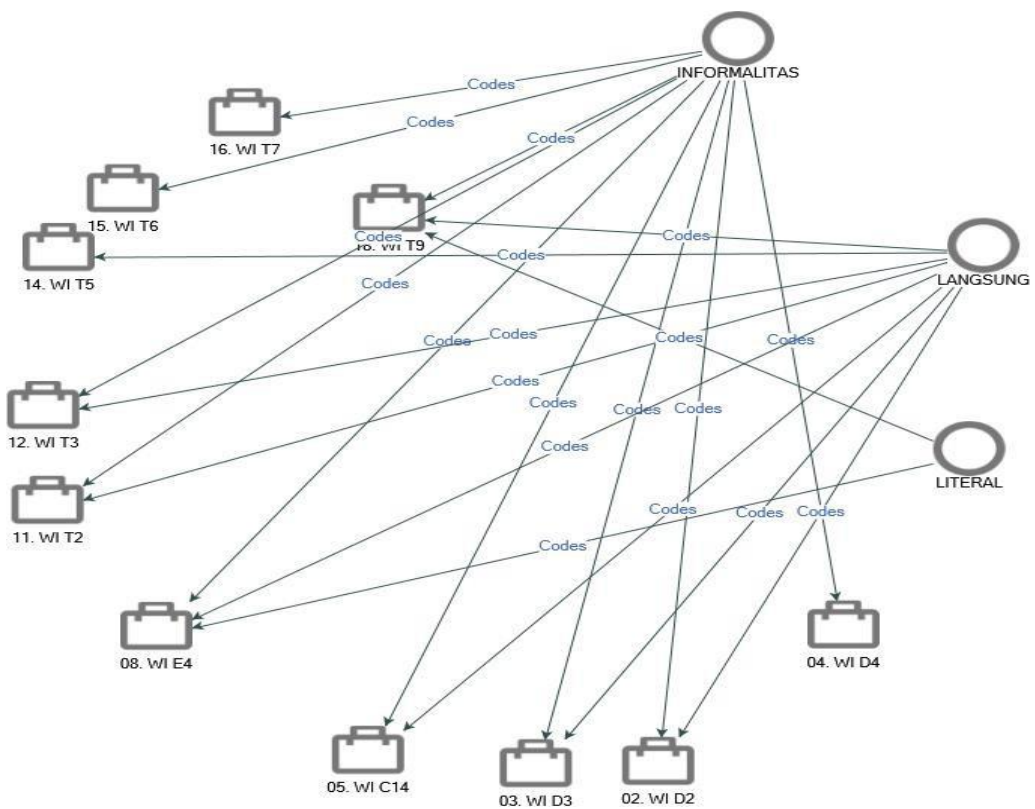 INFORMALITAS
Codes
16. WI T7
Codes
Codes
15. WI T6
WI T9
Codes
Codes
Codes
14. WI T5
LANGSUNG
Codes
Codes
Codes
Codes
Codes
Codes
Codes
Codes
Codes
12. WI T3
Codes
LITERAL
Codes
Codes
Codes
11. WI T2
Codes
08. WI E4
04. WI D4
05. WI C14
03. WI D3
02. WI D2